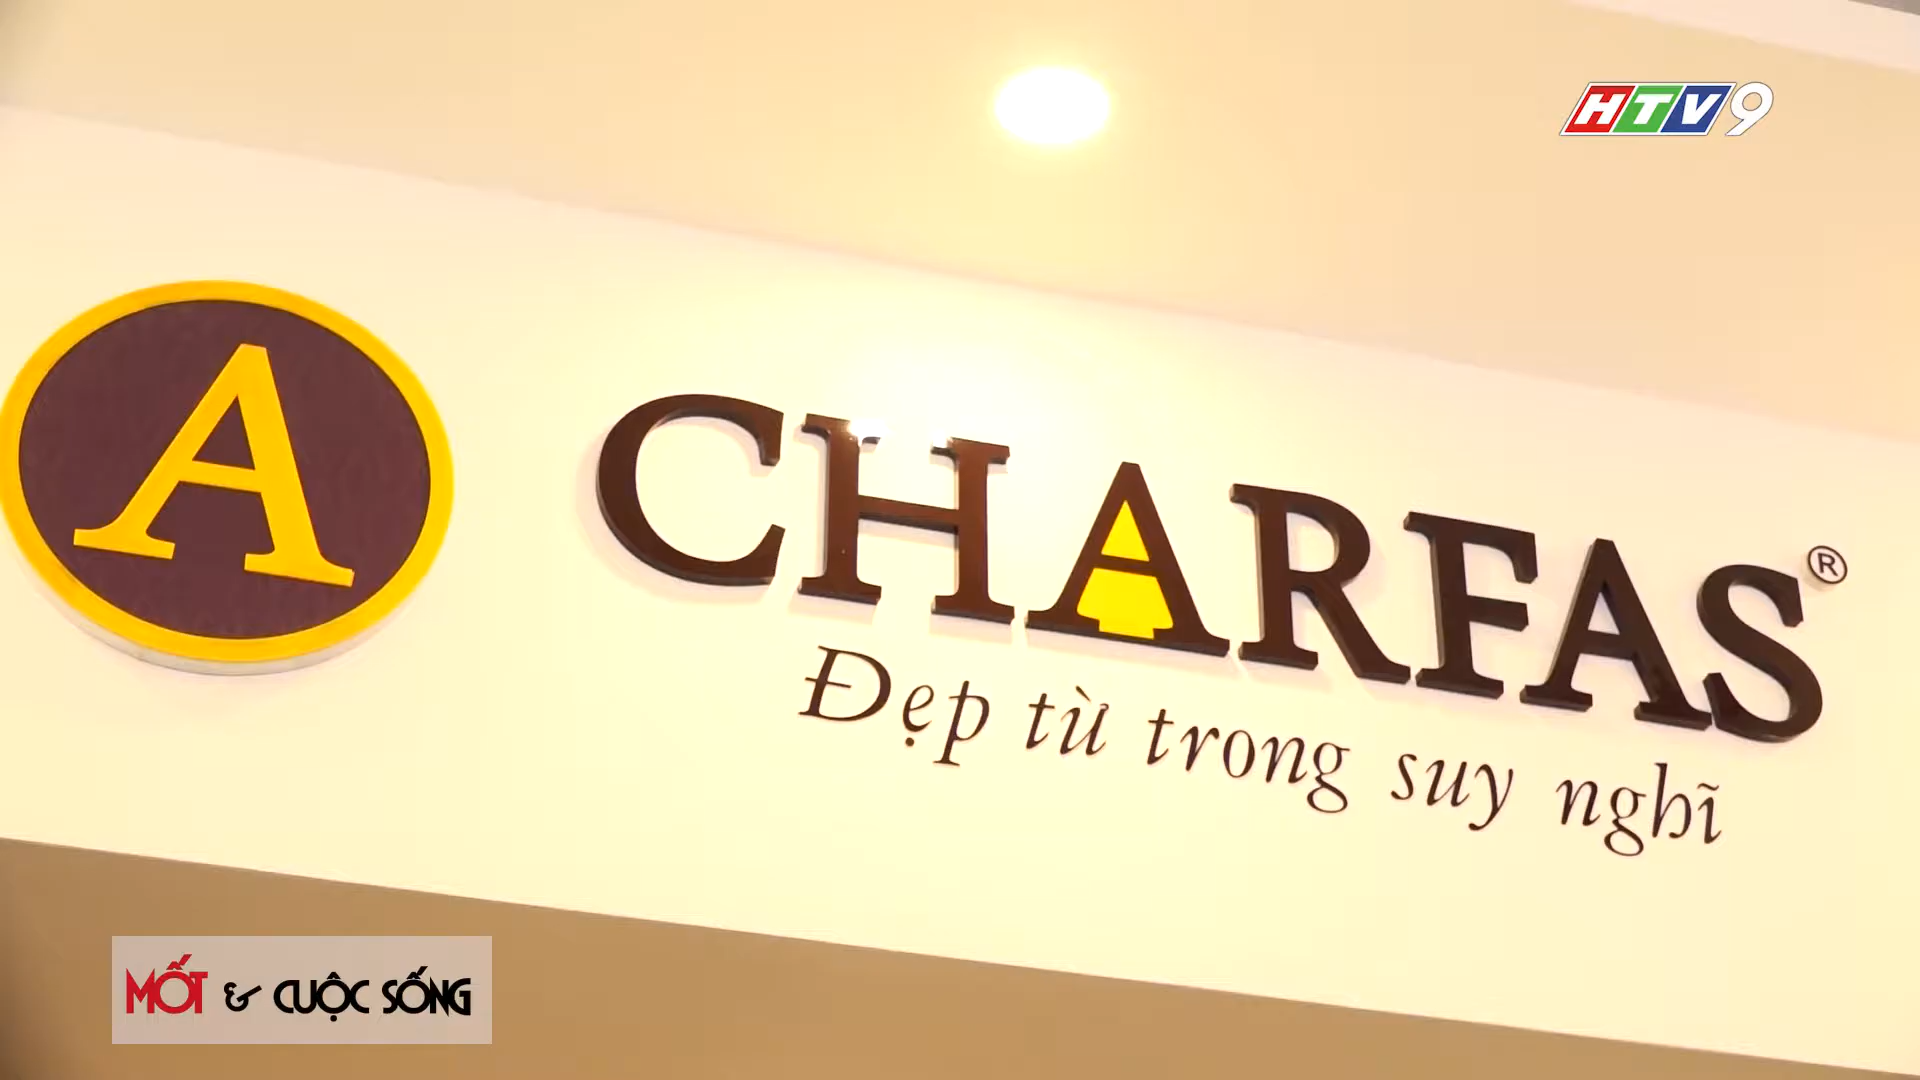 HTV9
A
CHARFAS®
Đẹp từ trong suy nghĩ
MỐT & CUỘC SỐNG